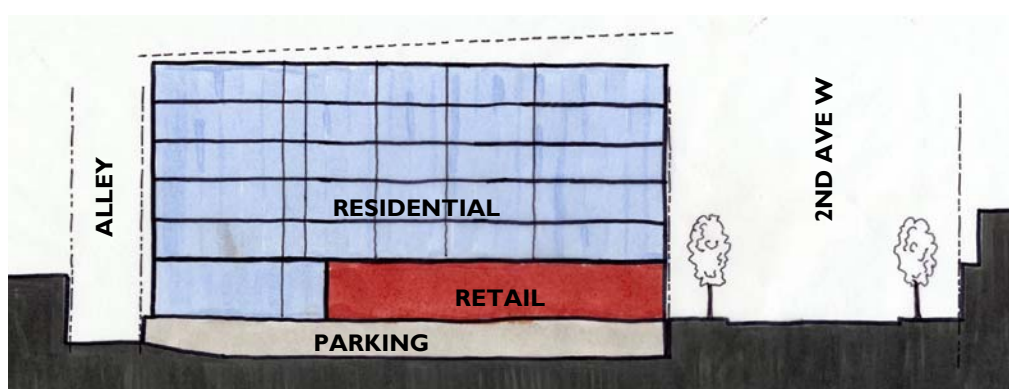 ALLEY
RESIDENTIAL
RETAIL
PARKING
2ND AVE W